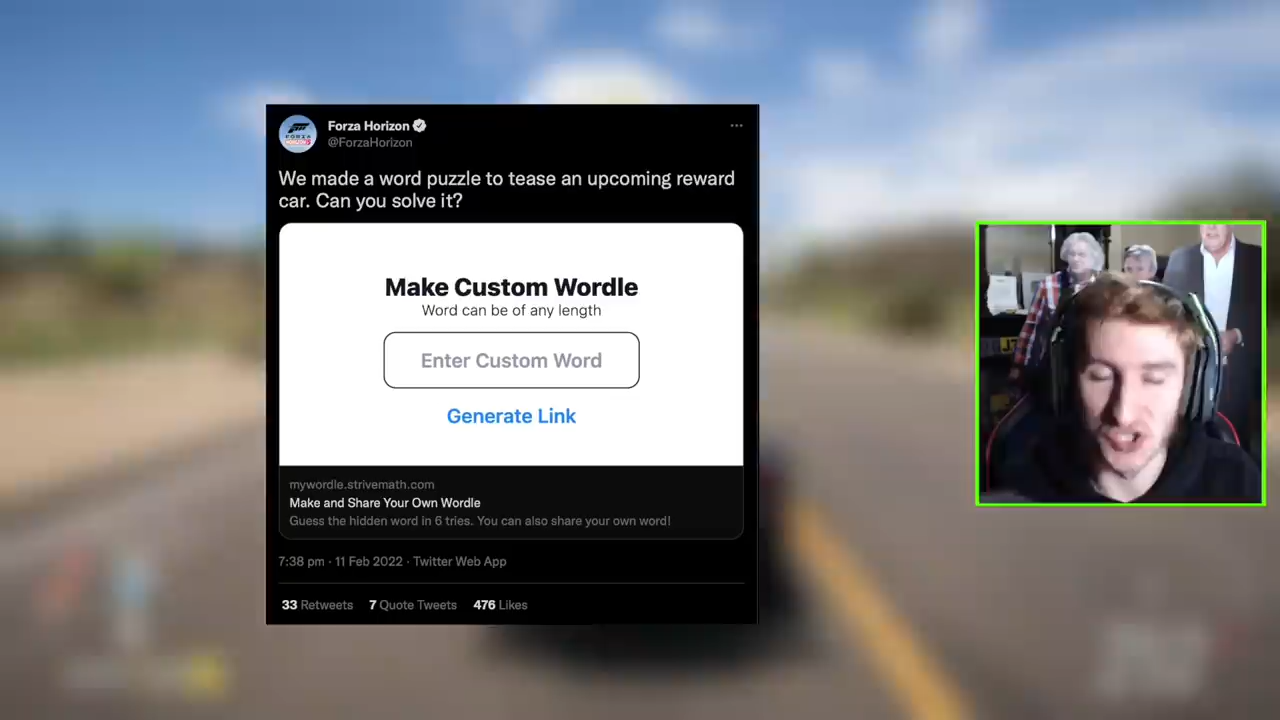 Forza Horizon
@ForzaHorizon
We made a word puzzle to tease an upcoming reward
car. Can you solve it?
Make Custom Wordle
Word can be of any length
Enter Custom Word
Generate Link
mywordle.strivemath.com
Make and Share Your Own Wordle
Guess the hidden word in 6 tries. You can also share your own word!
7:38 pm · 11 Feb 2022 · Twitter Web App
33 Retweets 7 Quote Tweets 476 Likes